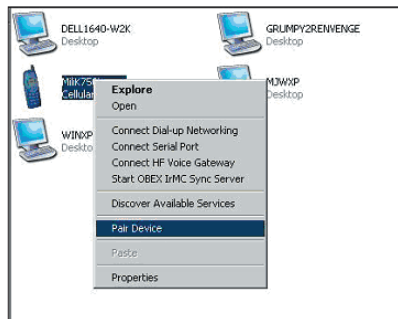 DELL1640-W2K
Desktop
GRUMPY2RENVENGE
Desktop
Cellular
MJWXP
Desktop
WINXP
Deskto
Explore
Open
Connect Dial-up Networking
Connect Serial Port
Connect HF Voice Gateway
Start OBEX IrMC Sync Server
Discover Available Services
Pair Device
Paste
Properties